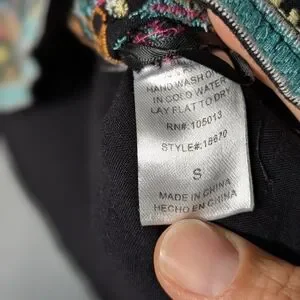 HAND WASH ON
IN COLD WATER
LAY FLAT TO DRY
RN#:105013
STYLE#:18670
S
MADE IN CHINA
HECHO EN CHINA